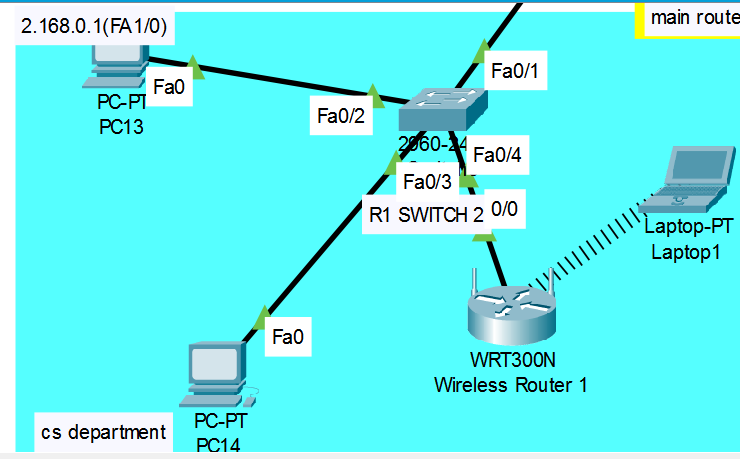 main route
2.168.0.1(FA1/0)
Fa0/1
Fa0
PC-PT
PC13
Fa0/2
2960-24
Fa0/4
Fa0/3
R1 SWITCH 2
0/0
Laptop-PT
Laptop1
Fa0
WRT300N
Wireless Router 1
PC-PT
PC14
cs department